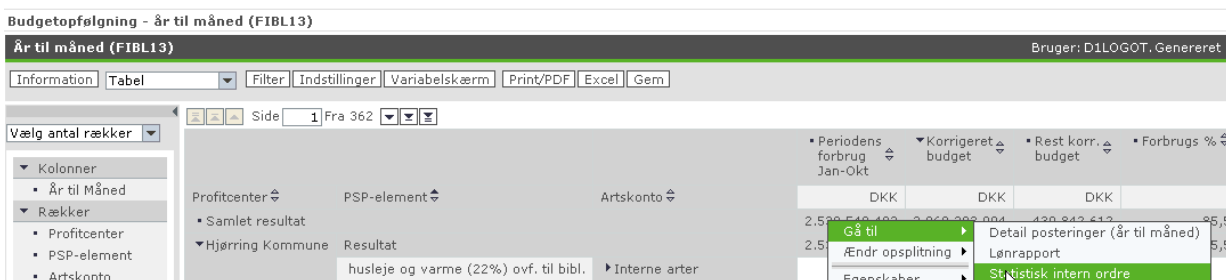 Budgetopfølgning - år til måned (FIBL13)
År til måned (FIBL13)
Bruger: D1LOGOT. Genereret
Information Tabel Filter Indstillinger Variabelskærm Print/PDF Excel Gem
Side 1 Fra 362
Vælg antal rækker
Kolonner
År til Måned
Rækker
Profitcenter
PSP-element
Artskonto
Periodens forbrug Jan-Okt
Korrigeret budget
Rest korr. budget
Forbrugs %
Profitcenter PSP-element Artskonto DKK DKK DKK
Samlet resultat
Hjørring Kommune Resultat
husleje og varme (22%) ovf. til bibl. Interne arter
Gå til
Ændr opsplitning
Egenskaber
Detail posteringer (år til måned)
Lønrapport
Statistisk intern ordre